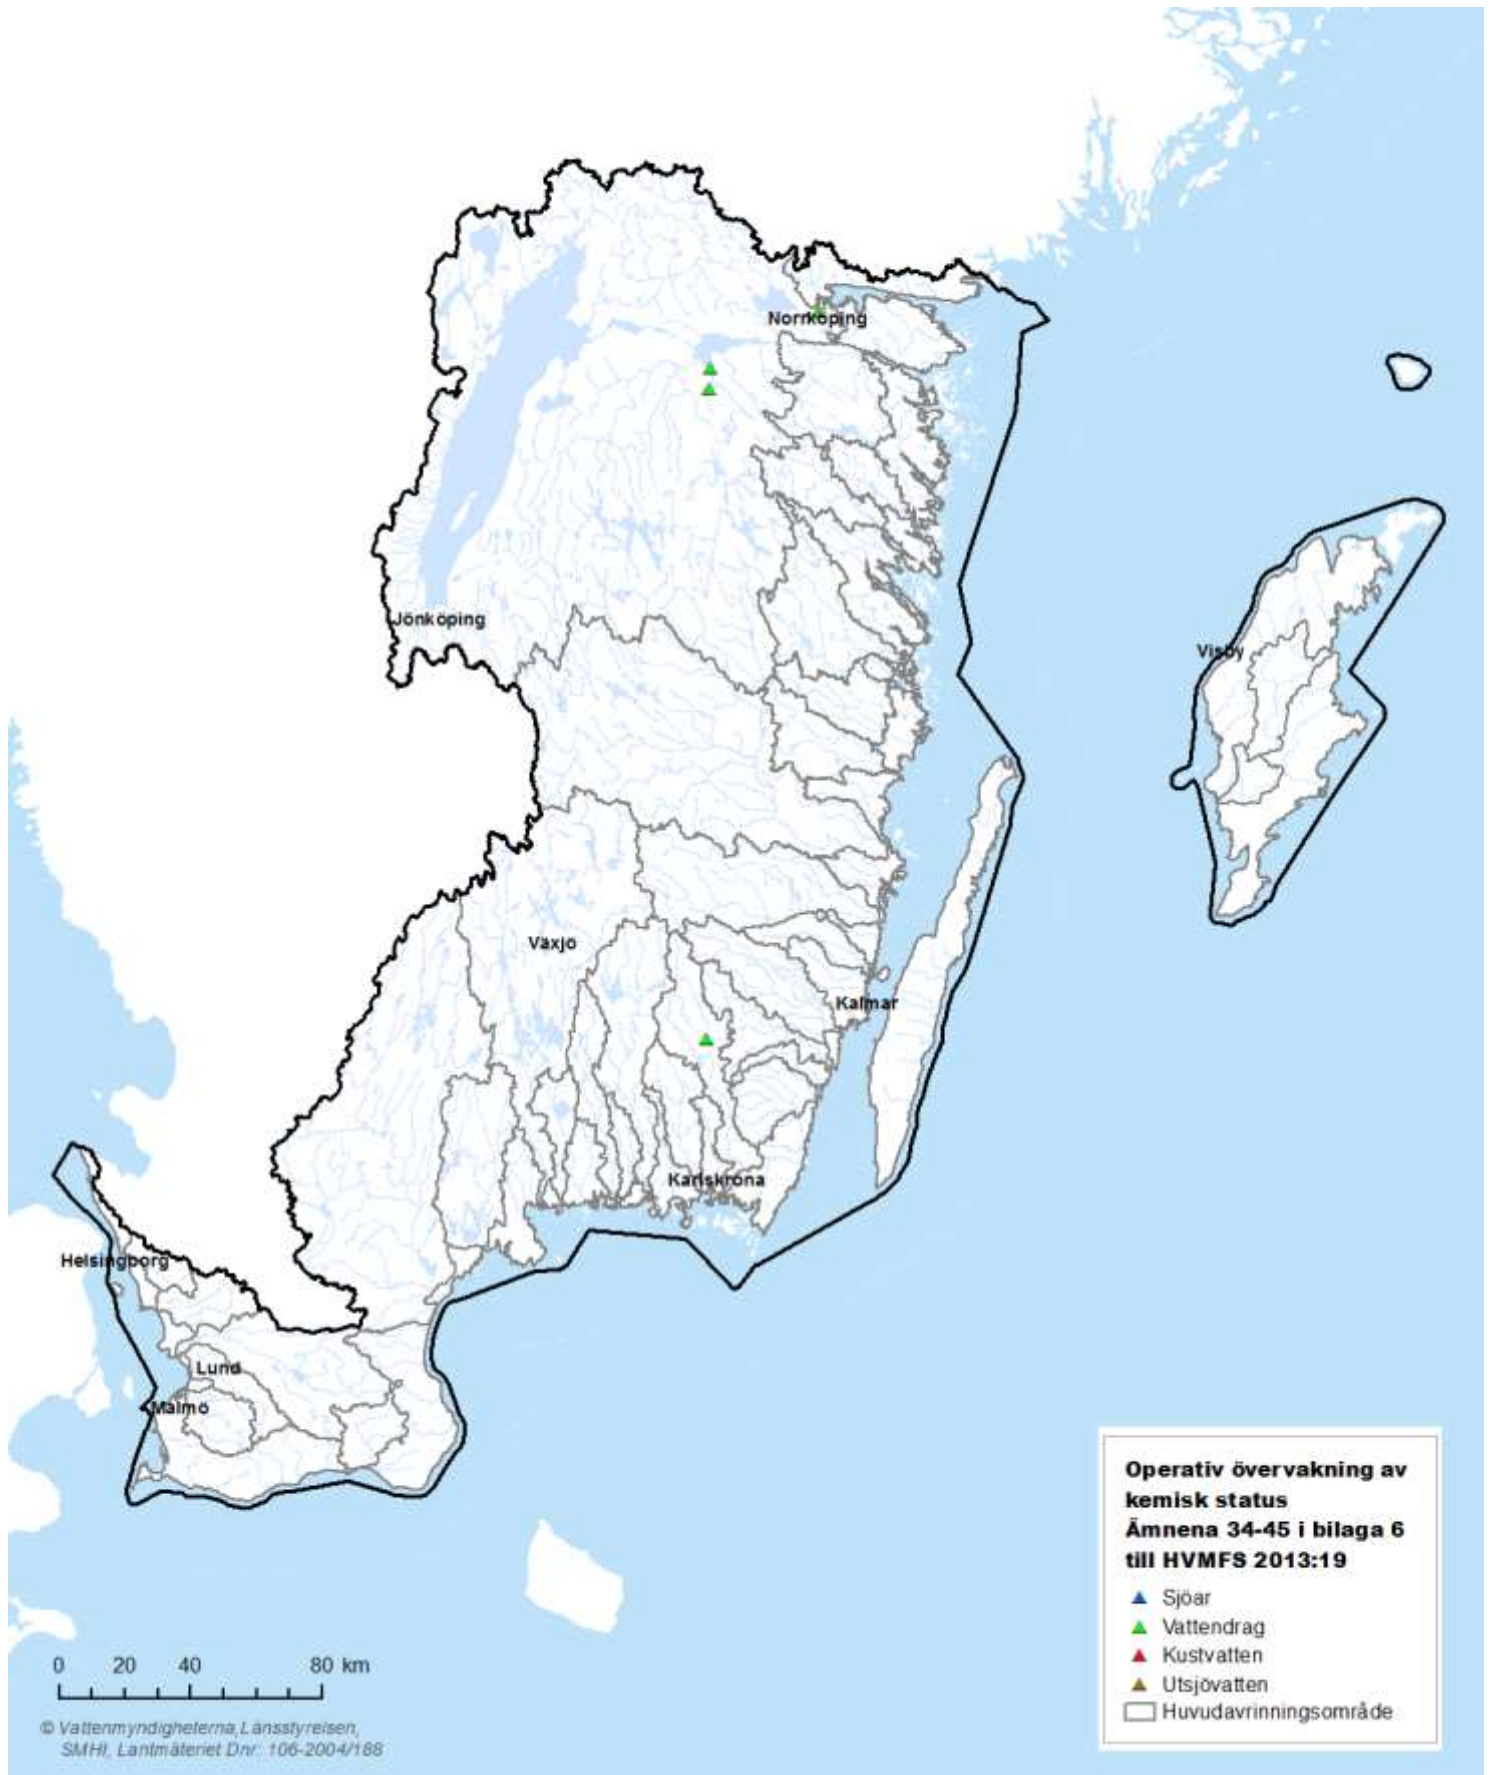 Norrköping
Jönköping
Visby
Växjö
Kalmar
Karlskrona
Helsingborg
Lund
Malmö
Operativ övervakning av
kemisk status
Ämnena 34-45 i bilaga 6
till HVMFS 2013:19
Sjöar
Vattendrag
Kustvatten
Utsjövatten
Huvudavrinningsområde
0 20 40 80 km
© Vattenmyndigheterna,Länsstyrelsen,
SMHI, Lantmäteriet Dnr: 106-2004/188